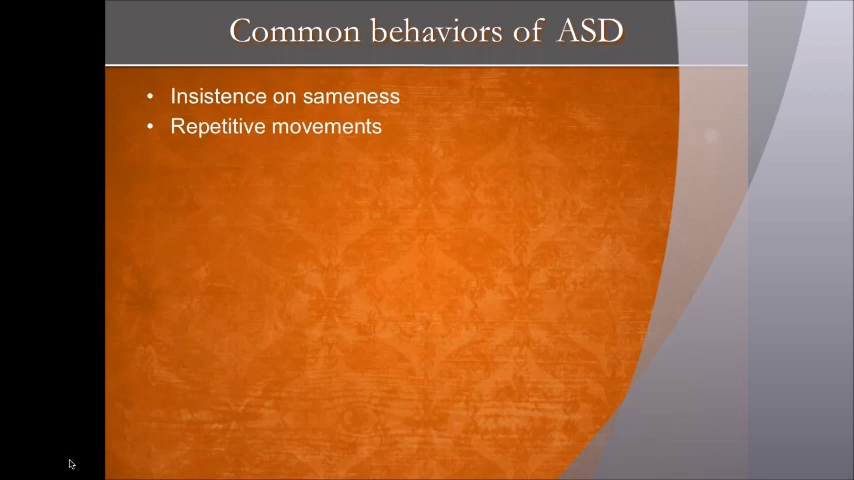 Common behaviors of ASD
• Insistence on sameness
• Repetitive movements